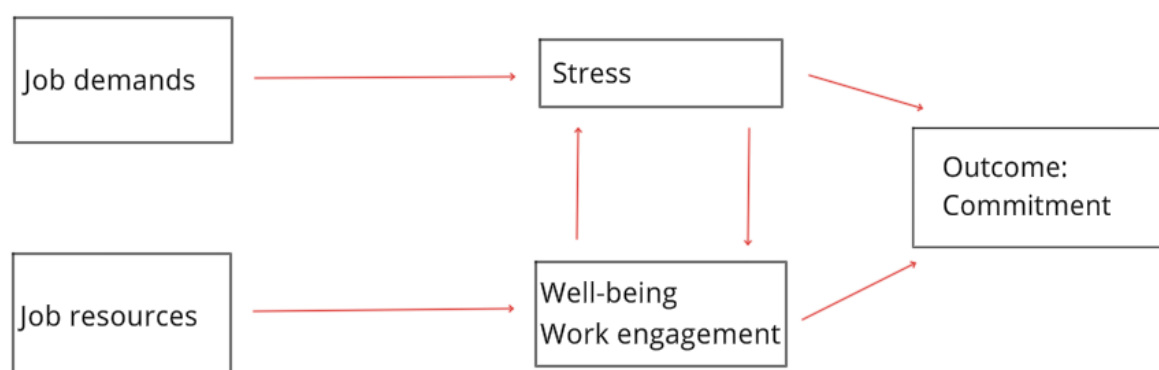 Job demands
Stress
Outcome:
Commitment
Job resources
Well-being
Work engagement